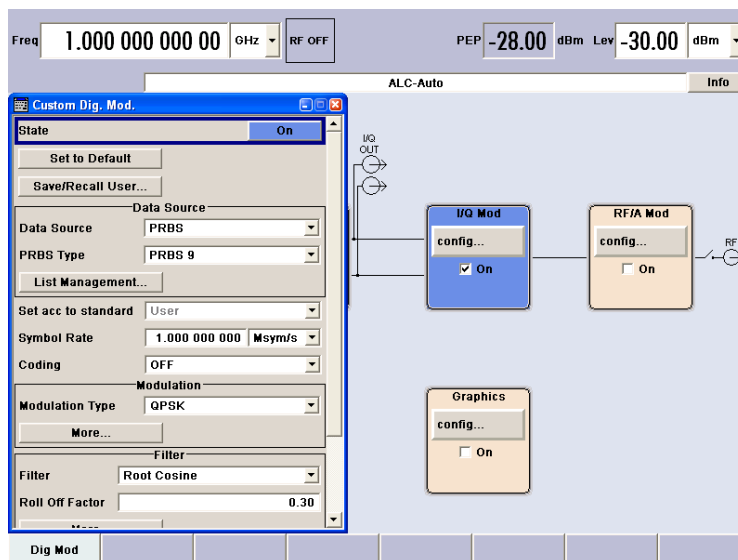 Freq 1.000 000 000 00 GHz RF OFF PEP -28.00 dBm Lev -30.00 dBm
ALC-Auto Info
Custom Dig. Mod.
State On
Set to Default
Save/Recall User...
Data Source
Data Source PRBS
PRBS Type PRBS 9
List Management...
Set acc to standard User
Symbol Rate 1.000 000 000 Msym/s
Coding OFF
Modulation
Modulation Type QPSK
More...
Filter
Filter Root Cosine
Roll Off Factor 0.30
More
I/Q
OUT
I/Q Mod
config...
On
RF/A Mod
config...
On
RF
Graphics
config...
On
Dig Mod